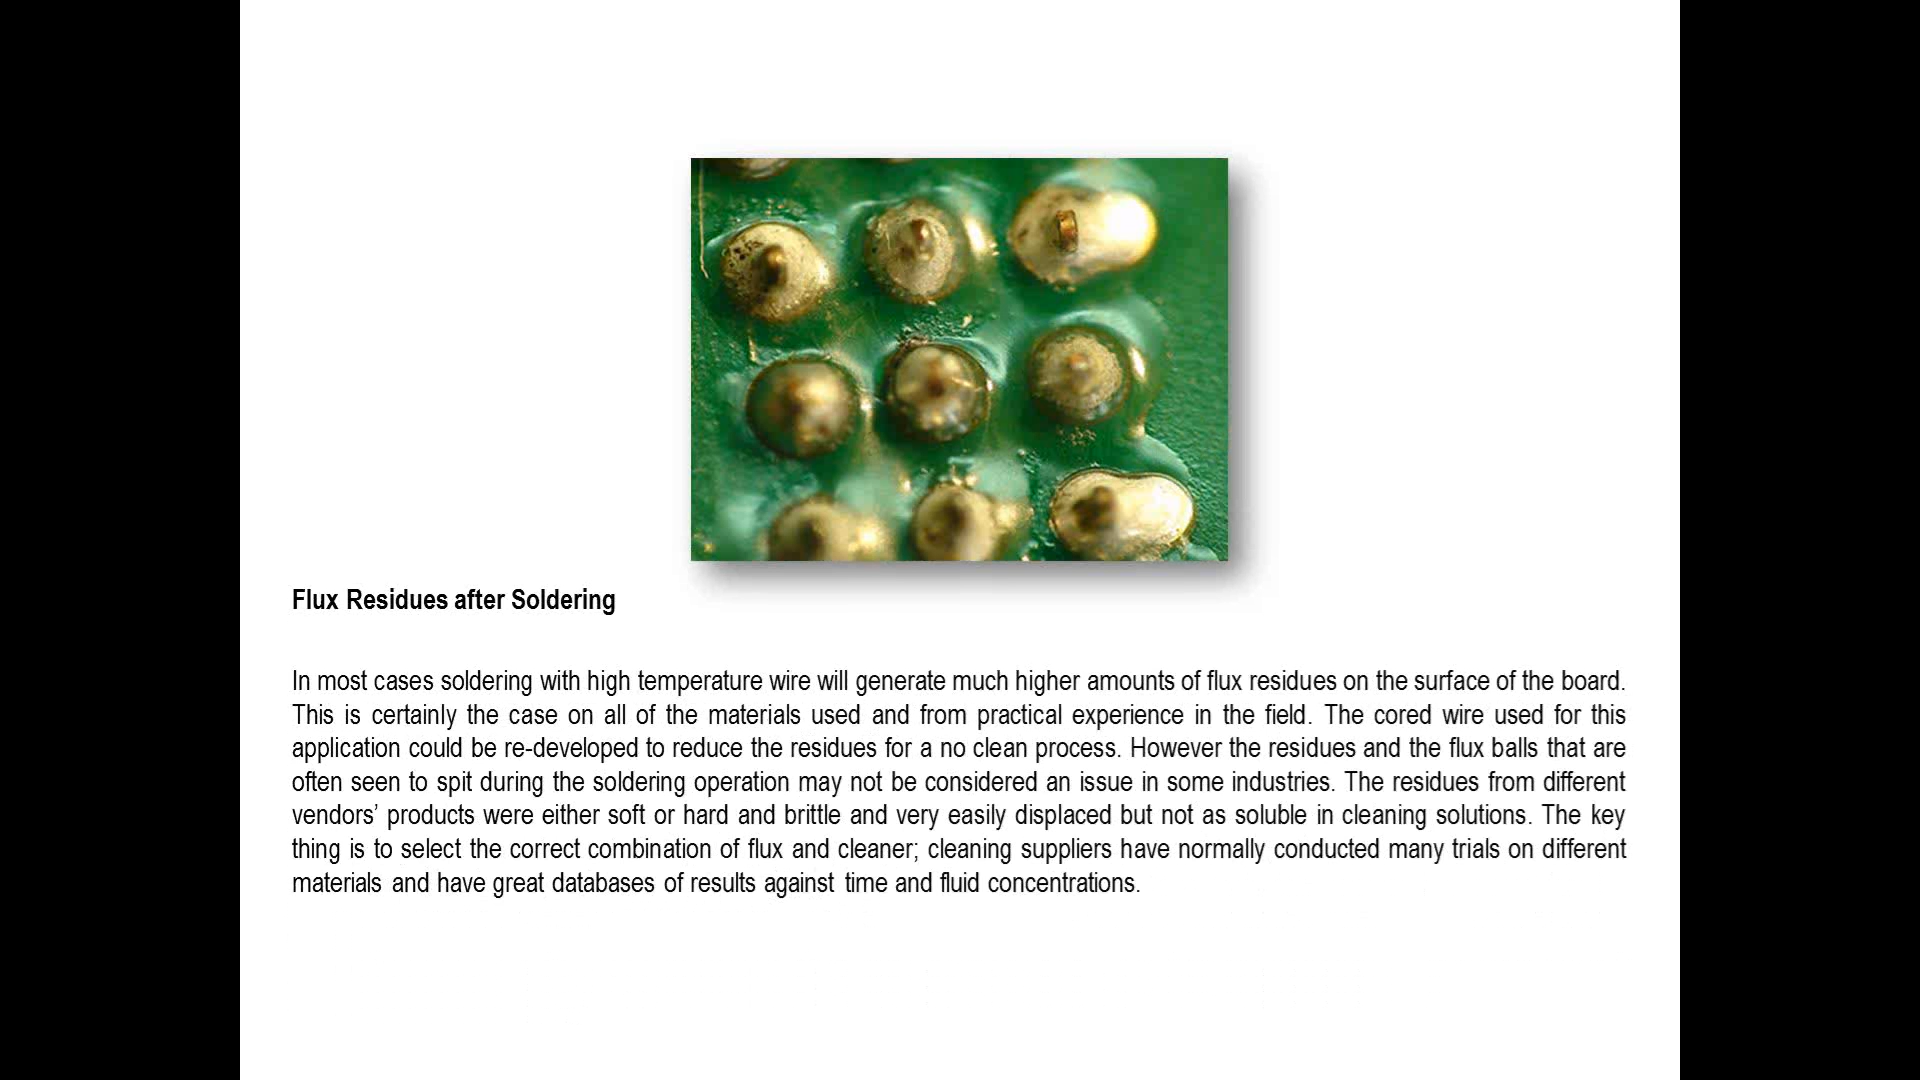 Flux Residues after Soldering
In most cases soldering with high temperature wire will generate much higher amounts of flux residues on the surface of the board.
This is certainly the case on all of the materials used and from practical experience in the field. The cored wire used for this
application could be re-developed to reduce the residues for a no clean process. However the residues and the flux balls that are
often seen to spit during the soldering operation may not be considered an issue in some industries. The residues from different
vendors’ products were either soft or hard and brittle and very easily displaced but not as soluble in cleaning solutions. The key
thing is to select the correct combination of flux and cleaner; cleaning suppliers have normally conducted many trials on different
materials and have great databases of results against time and fluid concentrations.